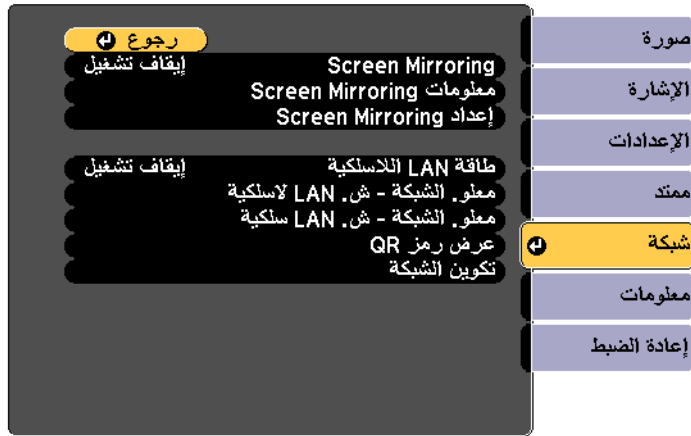 صورة
الإشارة
الإعدادات
ممتد
شبكة
معلومات
إعادة الضبط
رجوع
Screen Mirroring إيقاف تشغيل
معلومات Screen Mirroring
إعداد Screen Mirroring
طاقة LAN اللاسلكية إيقاف تشغيل
معلو. الشبكة - ش. LAN لاسلكية
معلو. الشبكة - ش. LAN سلكية
عرض رمز QR
تكوين الشبكة